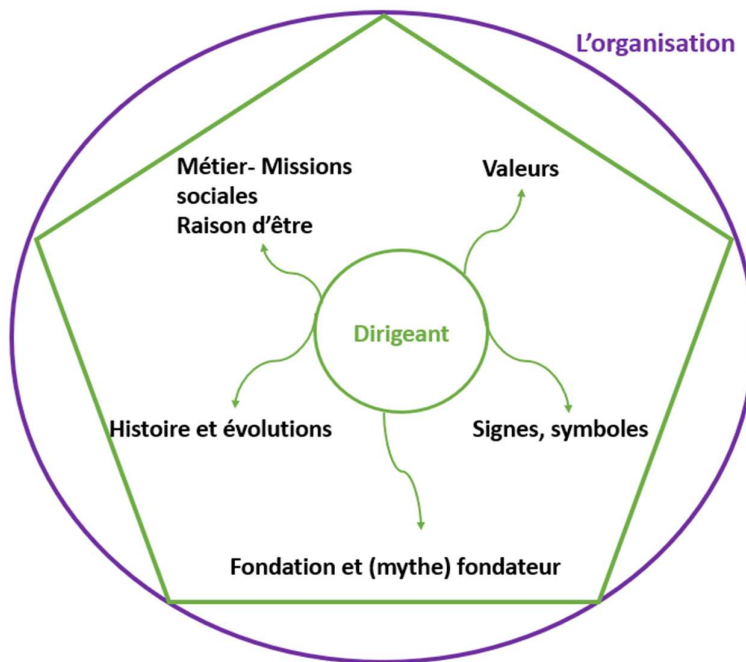 L'organisation
Métier- Missions
sociales
Raison d'être
Valeurs
Dirigeant
Histoire et évolutions
Signes, symboles
Fondation et (mythe) fondateur